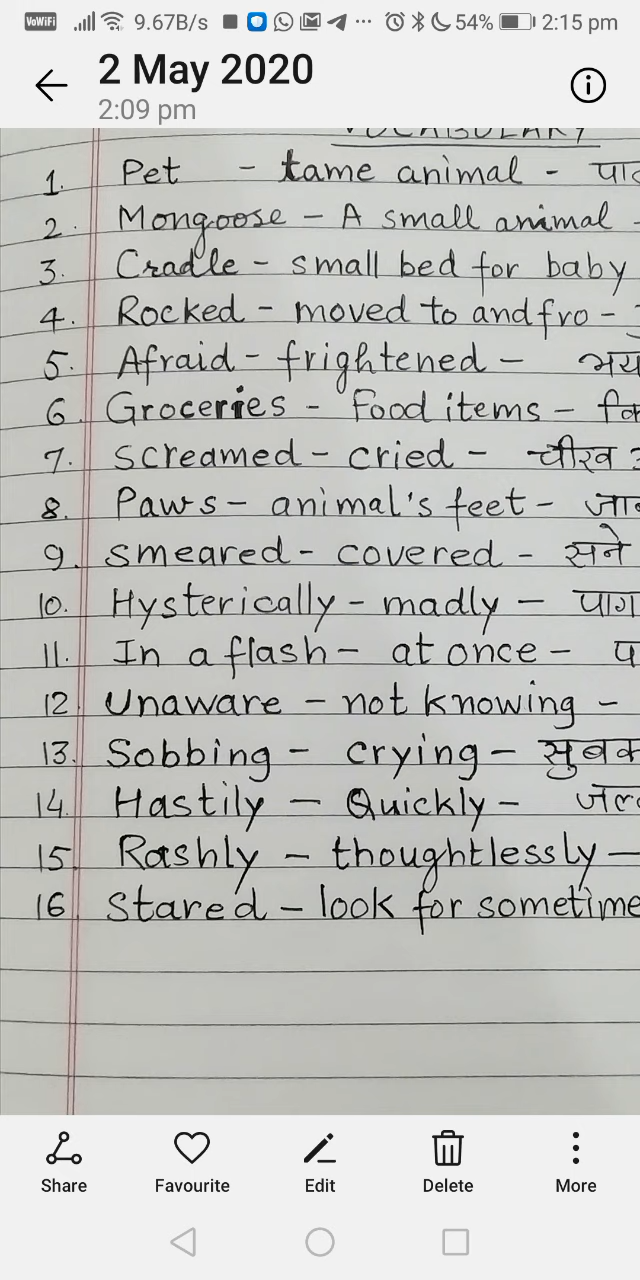 VoWiFi 9.67B/s 54% 2:15 pm
2 May 2020
2:09 pm
VOCABULARY
1. Pet - tame animal -
2. Mongoose - A small animal -
3. Cradle - small bed for baby
4. Rocked - moved to and fro -
5. Afraid - frightened -
6. Groceries - Food items -
7. Screamed - cried - चीख
8. Paws - animal's feet -
9. smeared - covered - सने
10. Hysterically - madly -
11. In a flash - at once -
12. Unaware - not knowing -
13. Sobbing - crying -
14. Hastily - Quickly -
15. Rashly - thoughtlessly -
16. Stared - look for sometime
Share Favourite Edit Delete More